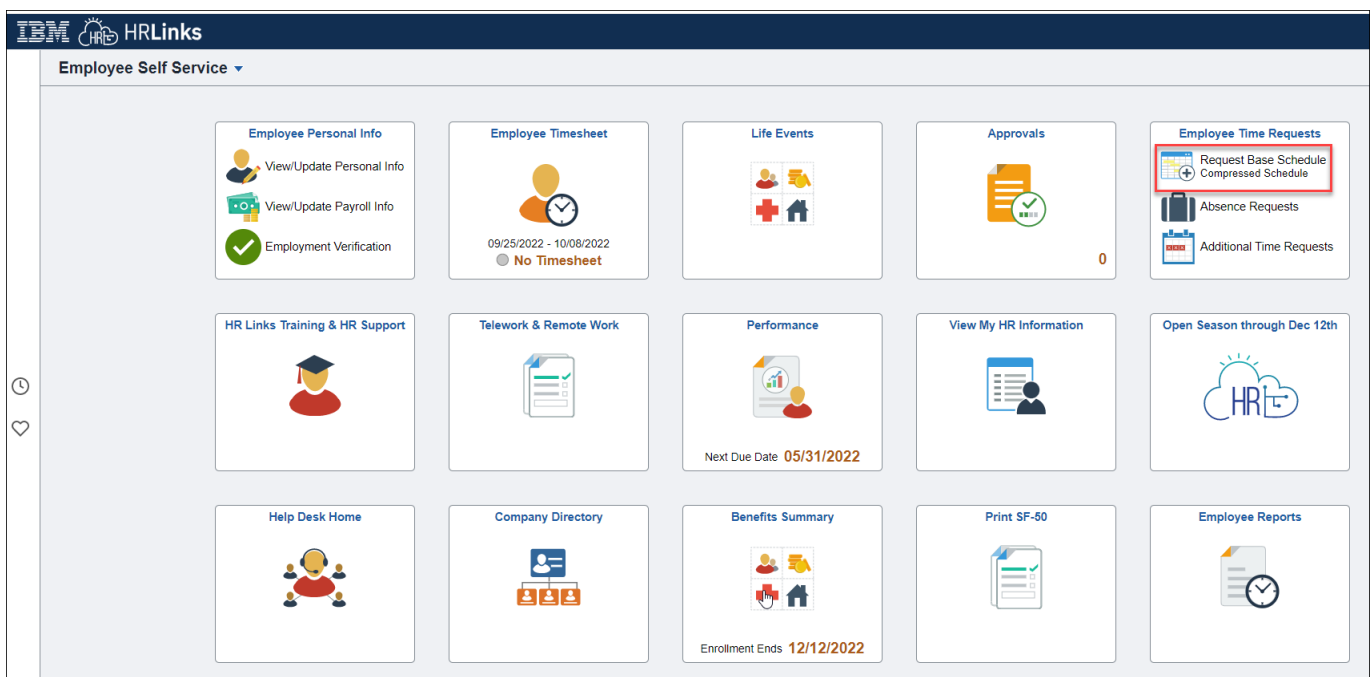 IBM HR HRLinks
Employee Self Service
Employee Personal Info
View/Update Personal Info
View/Update Payroll Info
Employment Verification
Employee Timesheet
09/25/2022 - 10/08/2022
No Timesheet
Life Events
Approvals
0
Employee Time Requests
Request Base Schedule
Compressed Schedule
Absence Requests
Additional Time Requests
HR Links Training & HR Support
Telework & Remote Work
Performance
Next Due Date 05/31/2022
View My HR Information
Open Season through Dec 12th
HR
Help Desk Home
Company Directory
Benefits Summary
Enrollment Ends 12/12/2022
Print SF-50
Employee Reports